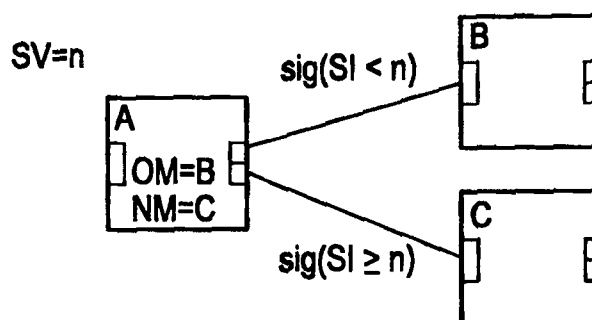 SV=n
A
OM=B
NM=C
sig(SI < n)
B
sig(SI ≥ n)
C